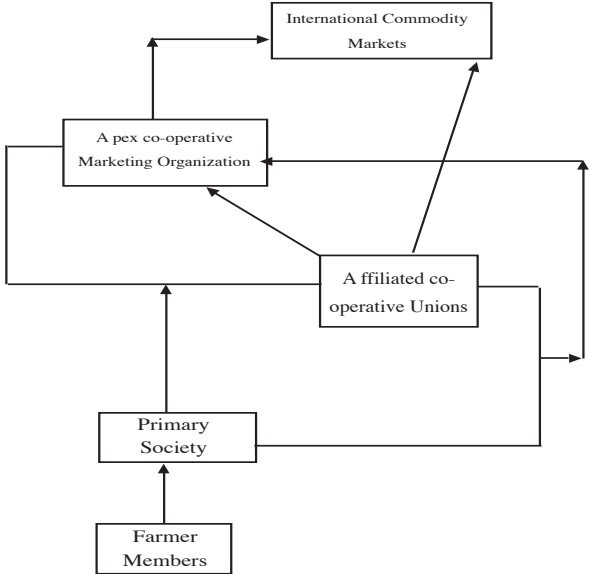 International Commodity
Markets
A pex co-operative
Marketing Organization
A ffiliated co-
operative Unions
Primary
Society
Farmer
Members